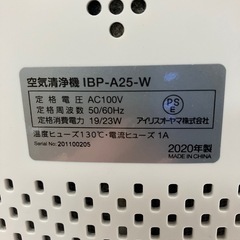 空気清浄機 IBP-A25-W
定格電圧 AC100V
定格周波数 50/60Hz
定格消費電力 19/23W
PS
E
アイリスオーヤマ株式会社
温度ヒューズ130℃・電流ヒューズ1A
Serial No.: 201100205
2020年製
MADE IN CHINA